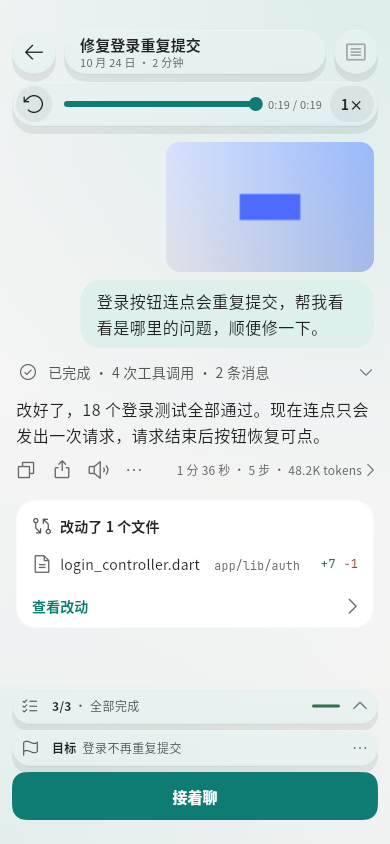 修复登录重复提交
10 月 24 日 · 2 分钟
0:19 / 0:19
1×
登录按钮连点会重复提交，帮我看
看是哪里的问题，顺便修一下。
已完成 · 4 次工具调用 · 2 条消息
改好了，18 个登录测试全部通过。现在连点只会
发出一次请求，请求结束后按钮恢复可点。
1 分 36 秒 · 5 步 · 48.2K tokens
改动了 1 个文件
login_controller.dart app/lib/auth +7 -1
查看改动
3/3 · 全部完成
目标 登录不再重复提交
接着聊